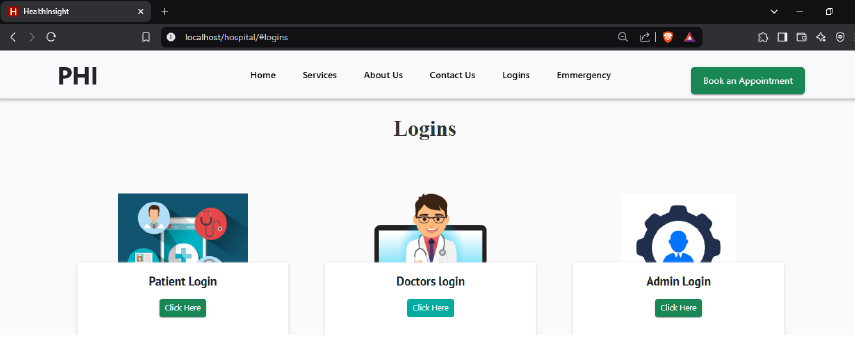 HealthInsight
localhost/hospital/#logins
PHI
Home Services About Us Contact Us Logins Emmergency
Book an Appointment
Logins
Patient Login Doctors login Admin Login
Click Here Click Here Click Here